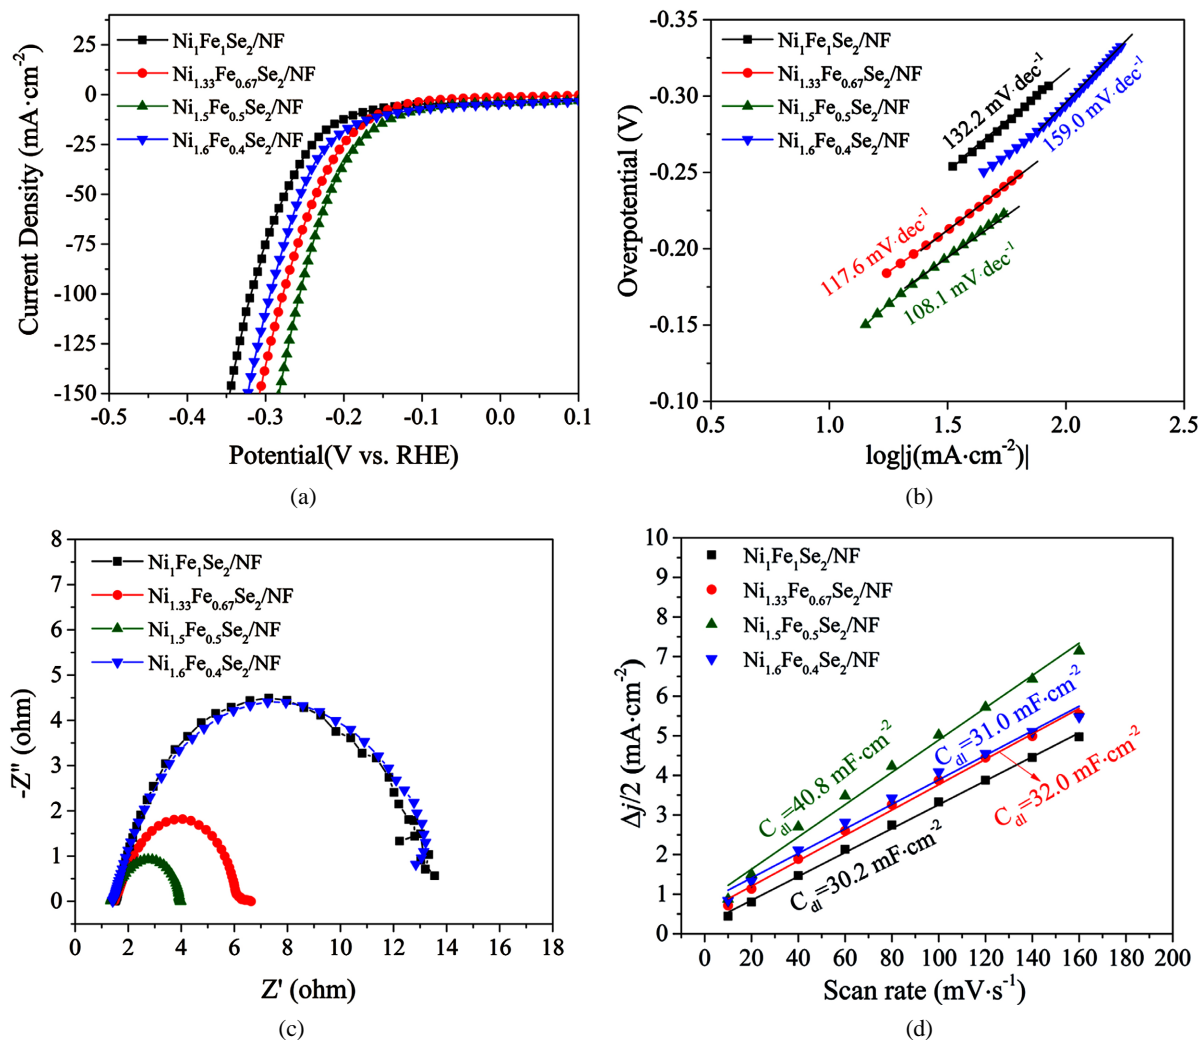 Ni1Fe1Se2/NF
Ni1.33Fe0.67Se2/NF
Ni1.5Fe0.5Se2/NF
Ni1.6Fe0.4Se2/NF
25
0
-25
-50
-75
-100
-125
-150
-0.5
-0.4
-0.3
-0.2
-0.1
0.0
0.1
Current Density (mA·cm-2)
Potential(V vs. RHE)
(a)
Ni1Fe1Se2/NF
Ni1.33Fe0.67Se2/NF
Ni1.5Fe0.5Se2/NF
Ni1.6Fe0.4Se2/NF
132.2 mV·dec-1
159.0 mV·dec-1
117.6 mV·dec-1
108.1 mV·dec-1
-0.35
-0.30
-0.25
-0.20
-0.15
-0.10
0.5
1.0
1.5
2.0
2.5
Overpotential (V)
log|j(mA·cm-2)|
(b)
Ni1Fe1Se2/NF
Ni1.33Fe0.67Se2/NF
Ni1.5Fe0.5Se2/NF
Ni1.6Fe0.4Se2/NF
8
7
6
5
4
3
2
1
0
0
2
4
6
8
10
12
14
16
18
-Z" (ohm)
Z' (ohm)
(c)
Ni1Fe1Se2/NF
Ni1.33Fe0.67Se2/NF
Ni1.5Fe0.5Se2/NF
Ni1.6Fe0.4Se2/NF
Cdl=40.8 mF·cm-2
Cdl=31.0 mF·cm-2
Cdl=32.0 mF·cm-2
Cdl=30.2 mF·cm-2
10
9
8
7
6
5
4
3
2
1
0
0
20
40
60
80
100
120
140
160
180
200
Δj/2 (mA·cm-2)
Scan rate (mV·s-1)
(d)